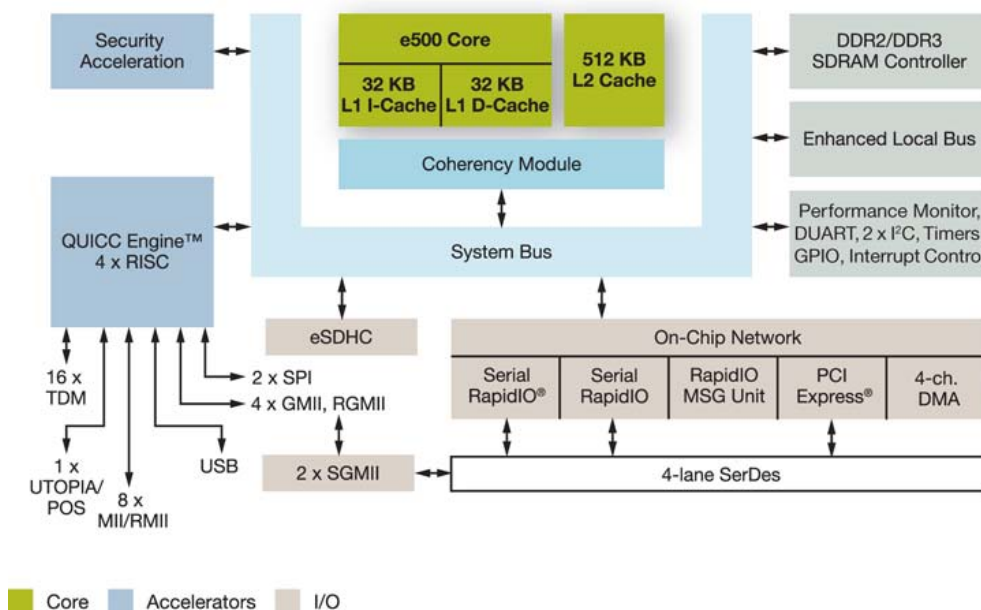 Security
Acceleration
e500 Core
32 KB
L1 I-Cache
32 KB
L1 D-Cache
512 KB
L2 Cache
DDR2/DDR3
SDRAM Controller
Enhanced Local Bus
Coherency Module
Performance Monitor,
DUART, 2 x I²C, Timers
GPIO, Interrupt Contro
QUICC Engine™
4 x RISC
System Bus
eSDHC
On-Chip Network
Serial
RapidIO®
Serial
RapidIO
RapidIO
MSG Unit
PCI
Express®
4-ch.
DMA
16 x
TDM
2 x SPI
4 x GMII, RGMII
1 x
UTOPIA/
POS
8 x
MII/RMII
USB
2 x SGMII
4-lane SerDes
Core
Accelerators
I/O